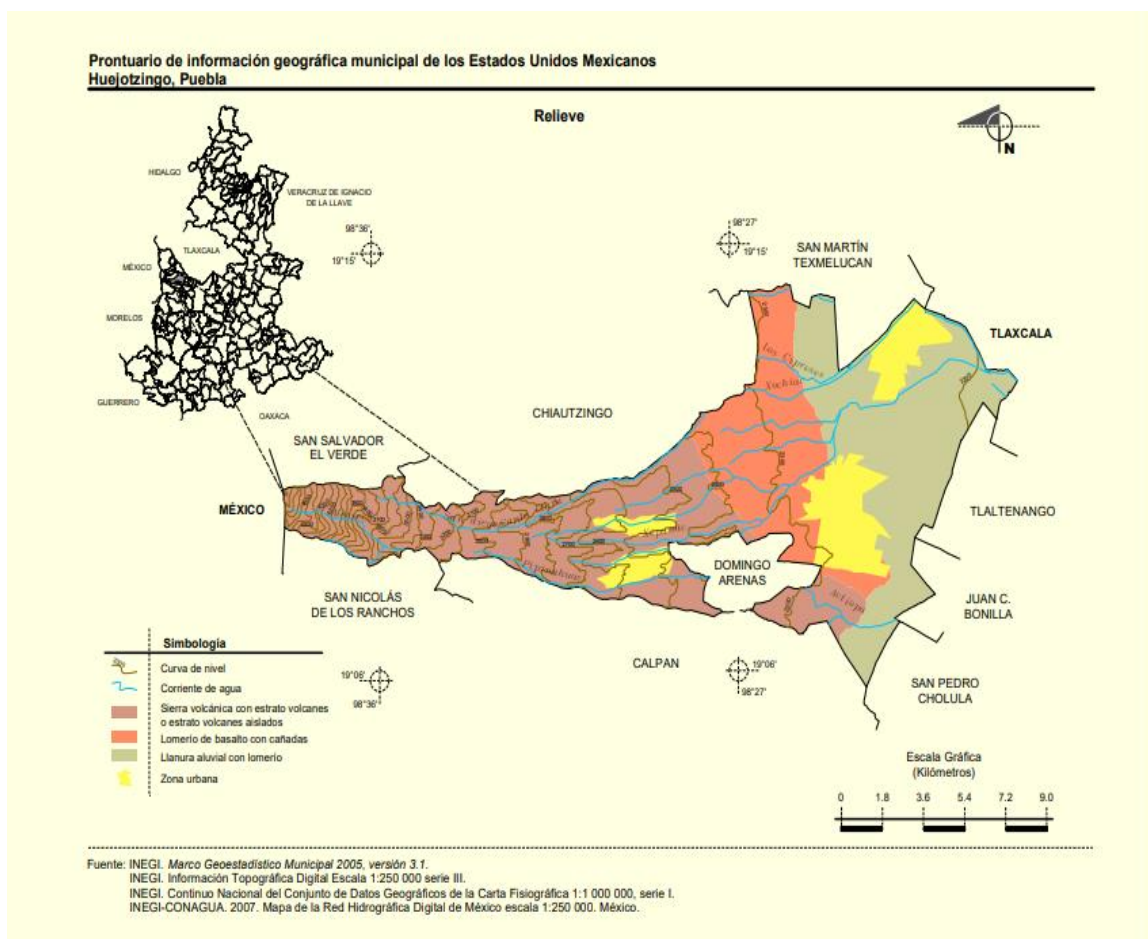 Prontuario de información geográfica municipal de los Estados Unidos Mexicanos
Huejotzingo, Puebla
Relieve
N
HIDALGO
VERACRUZ DE IGNACIO
DE LA LLAVE
TLAXCALA
MÉXICO
MORELOS
GUERRERO
OAXACA
98°36'
19°15'
98°27'
19°15'
SAN MARTÍN
TEXMELUCAN
TLAXCALA
CHIAUTZINGO
SAN SALVADOR
EL VERDE
MÉXICO
TLALTENANGO
DOMINGO
ARENAS
SAN NICOLÁS
DE LOS RANCHOS
JUAN C.
BONILLA
CALPAN
SAN PEDRO
CHOLULA
19°06'
98°36'
19°06'
98°27'
Simbología
Curva de nivel
Corriente de agua
Sierra volcánica con estrato volcanes
o estrato volcanes aislados
Lomerío de basalto con cañadas
Llanura aluvial con lomerío
Zona urbana
Escala Gráfica
(Kilómetros)
0 1.8 3.6 5.4 7.2 9.0
Fuente: INEGI. Marco Geoestadístico Municipal 2005, versión 3.1.
INEGI. Información Topográfica Digital Escala 1:250 000 serie III.
INEGI. Continuo Nacional del Conjunto de Datos Geográficos de la Carta Fisiográfica 1:1 000 000, serie I.
INEGI-CONAGUA. 2007. Mapa de la Red Hidrográfica Digital de México escala 1:250 000. México.